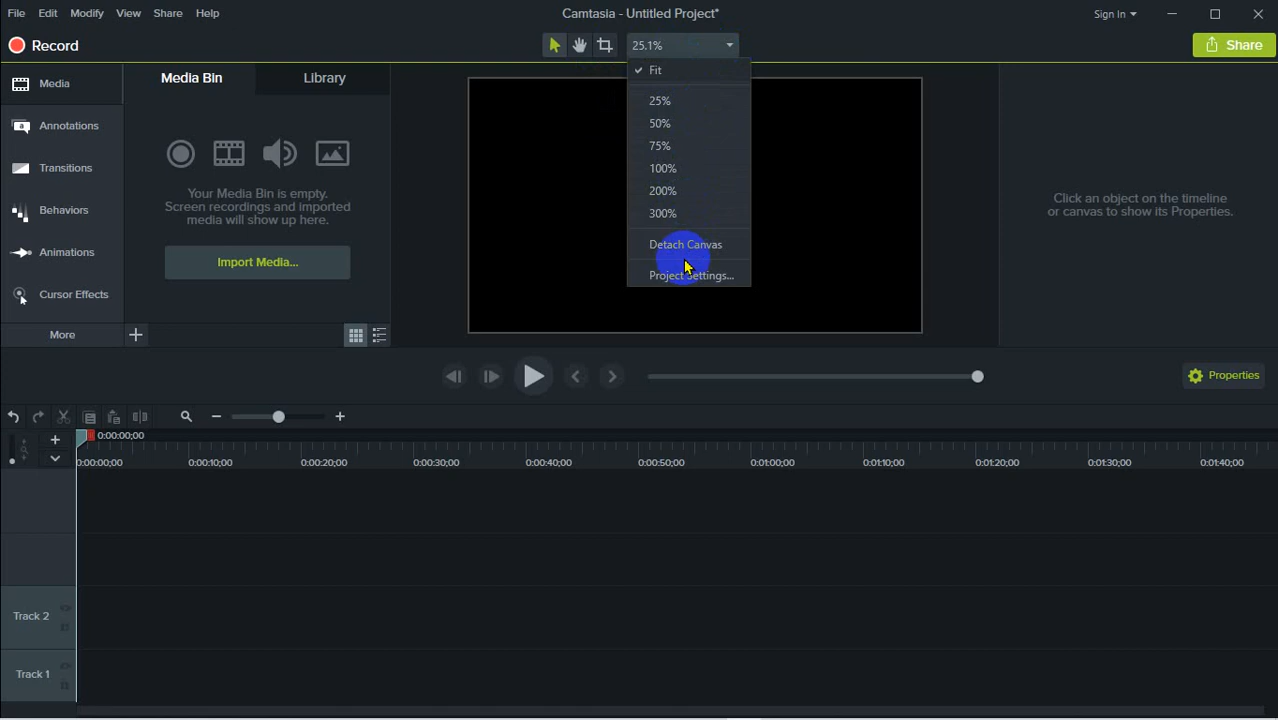 Camtasia - Untitled Project*
File Edit Modify View Share Help
Sign In
Record
25.1%
Share
Fit
25%
50%
75%
100%
200%
300%
Detach Canvas
Project Settings...
Media
Annotations
Transitions
Behaviors
Animations
Cursor Effects
More
Media Bin
Library
Your Media Bin is empty.
Screen recordings and imported
media will show up here.
Import Media...
Click an object on the timeline
or canvas to show its Properties.
Properties
0:00:00;00
0:00:00;00 0:00:10;00 0:00:20;00 0:00:30;00 0:00:40;00 0:00:50;00 0:01:00;00 0:01:10;00 0:01:20;00 0:01:30;00 0:01:40;00
Track 2
Track 1